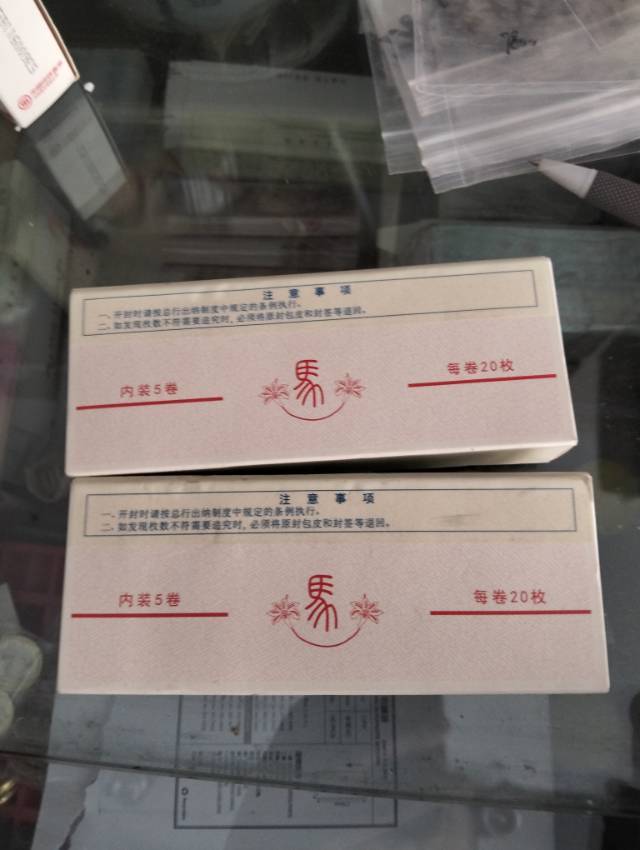 注意事项
一、开封时请按总行出纳制度中规定的条例执行。
二、如发现枚数不符需要追究时，必须将原封包皮和封签等退回。
内装5卷
馬
每卷20枚
注意事项
一、开封时请按总行出纳制度中规定的条例执行。
二、如发现枚数不符需要追究时，必须将原封包皮和封签等退回。
内装5卷
馬
每卷20枚